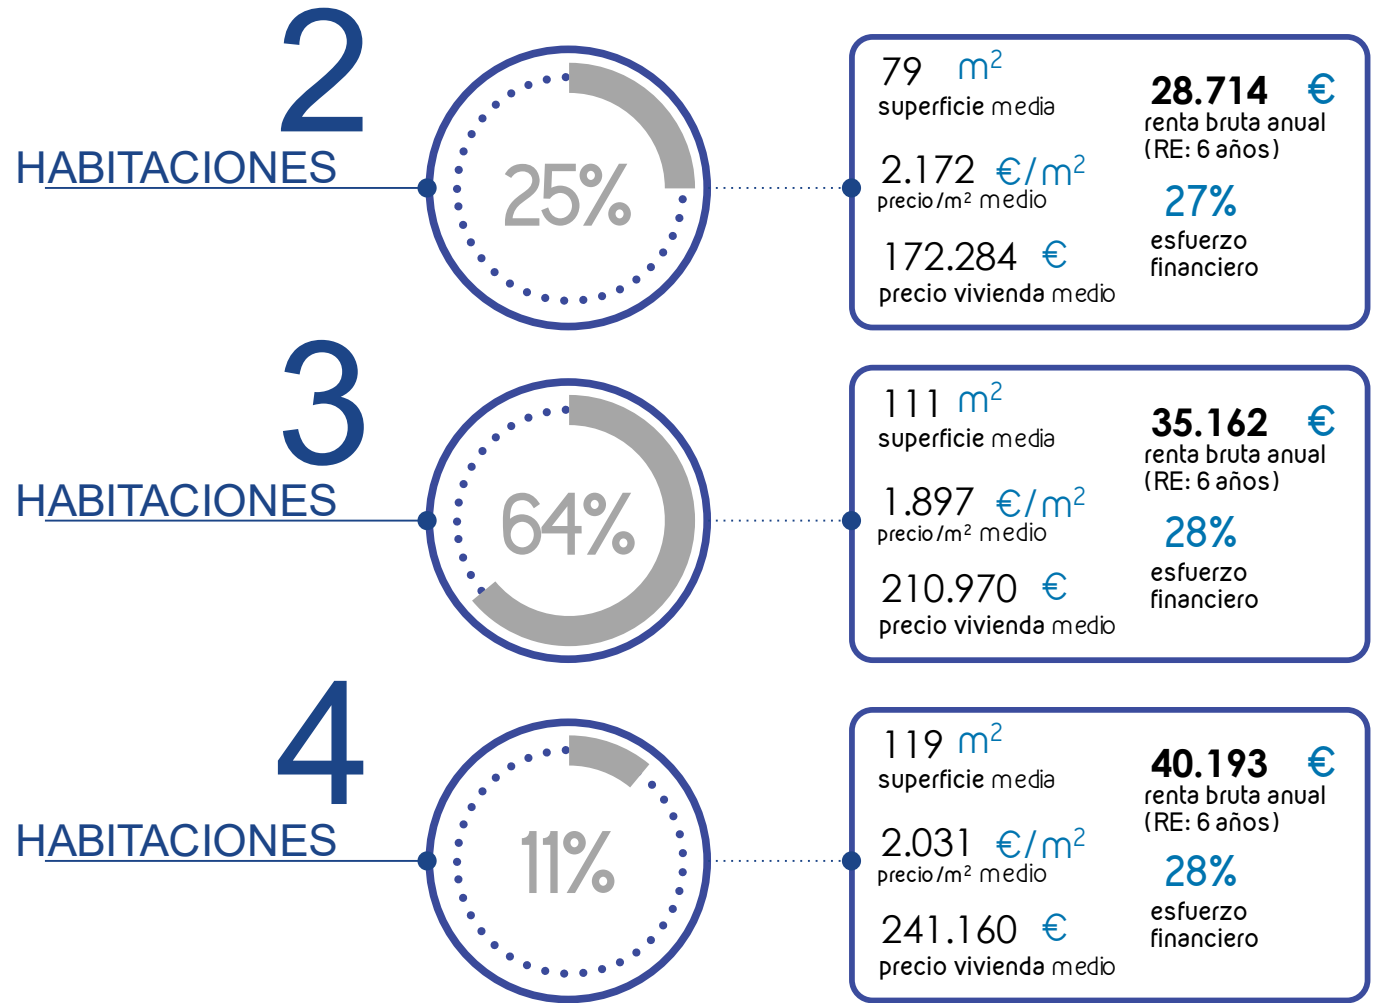 2
HABITACIONES
25%
79 m²
superficie media
2.172 €/m²
precio/m² medio
172.284 €
precio vivienda medio
28.714 €
renta bruta anual
(RE: 6 años)
27%
esfuerzo
financiero
3
HABITACIONES
64%
111 m²
superficie media
1.897 €/m²
precio/m² medio
210.970 €
precio vivienda medio
35.162 €
renta bruta anual
(RE: 6 años)
28%
esfuerzo
financiero
4
HABITACIONES
11%
119 m²
superficie media
2.031 €/m²
precio/m² medio
241.160 €
precio vivienda medio
40.193 €
renta bruta anual
(RE: 6 años)
28%
esfuerzo
financiero